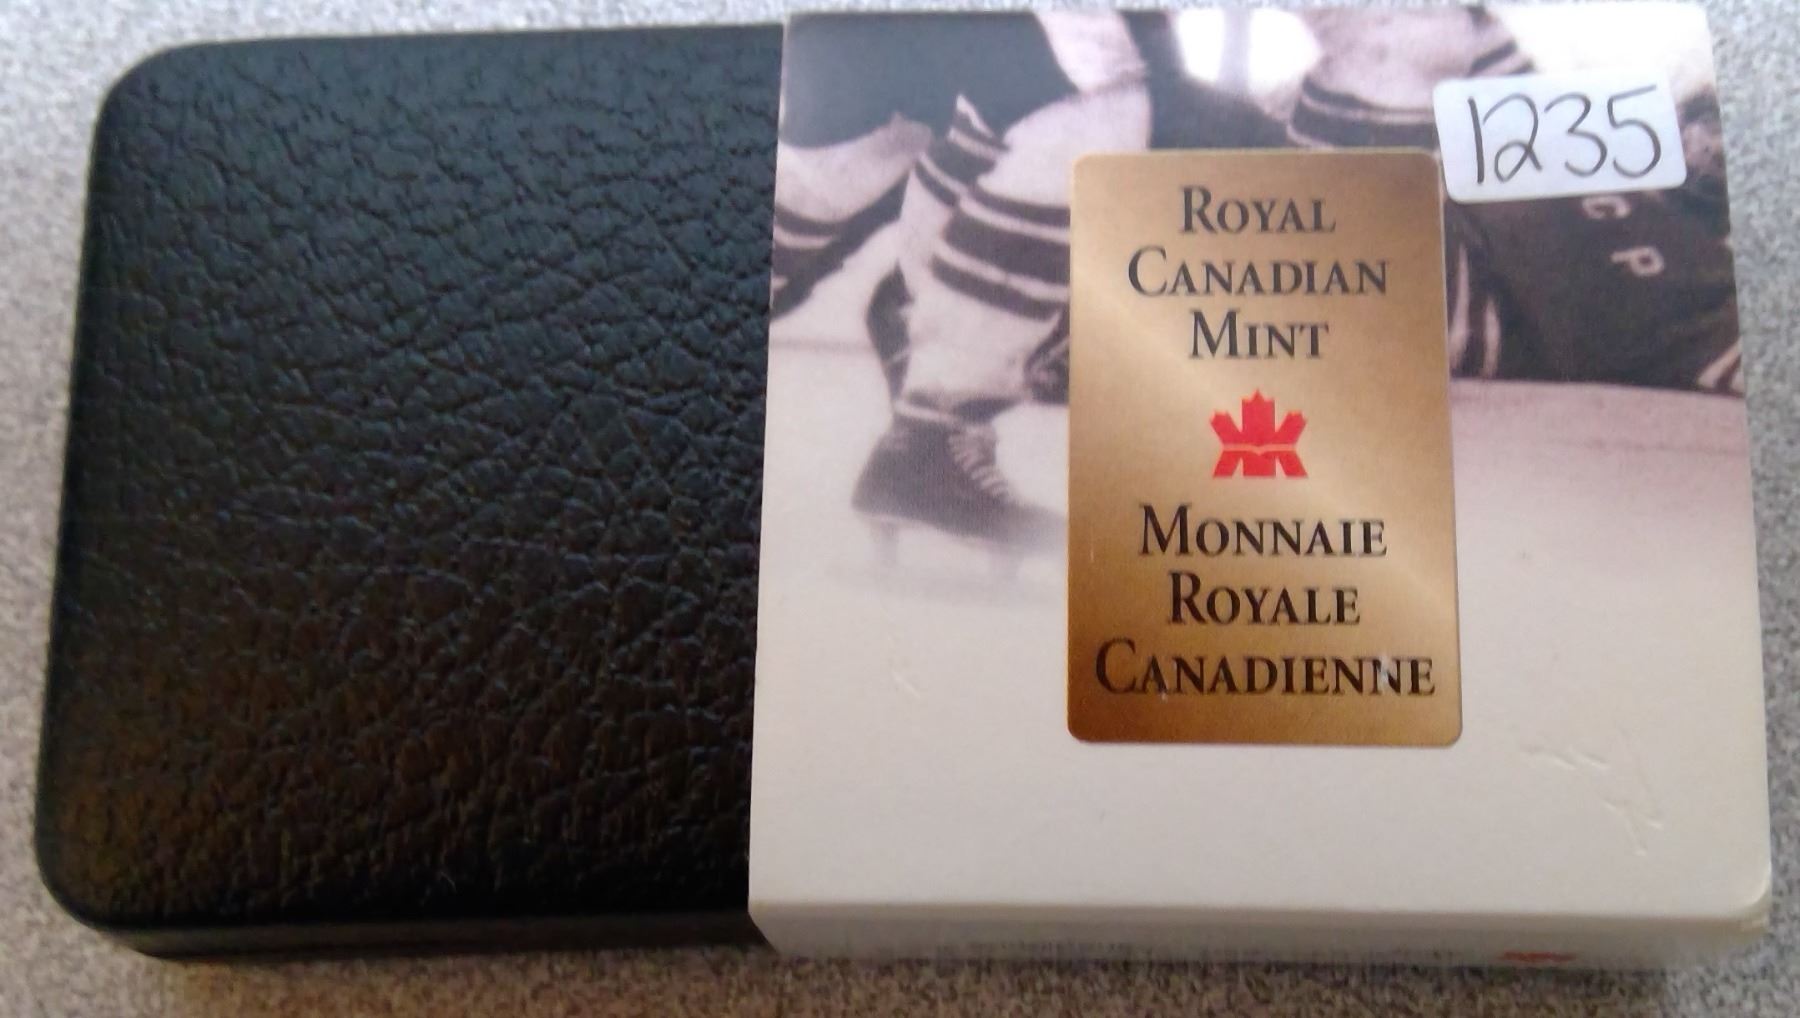 1235
C P
ROYAL
CANADIAN
MINT
MONNAIE
ROYALE
CANADIENNE